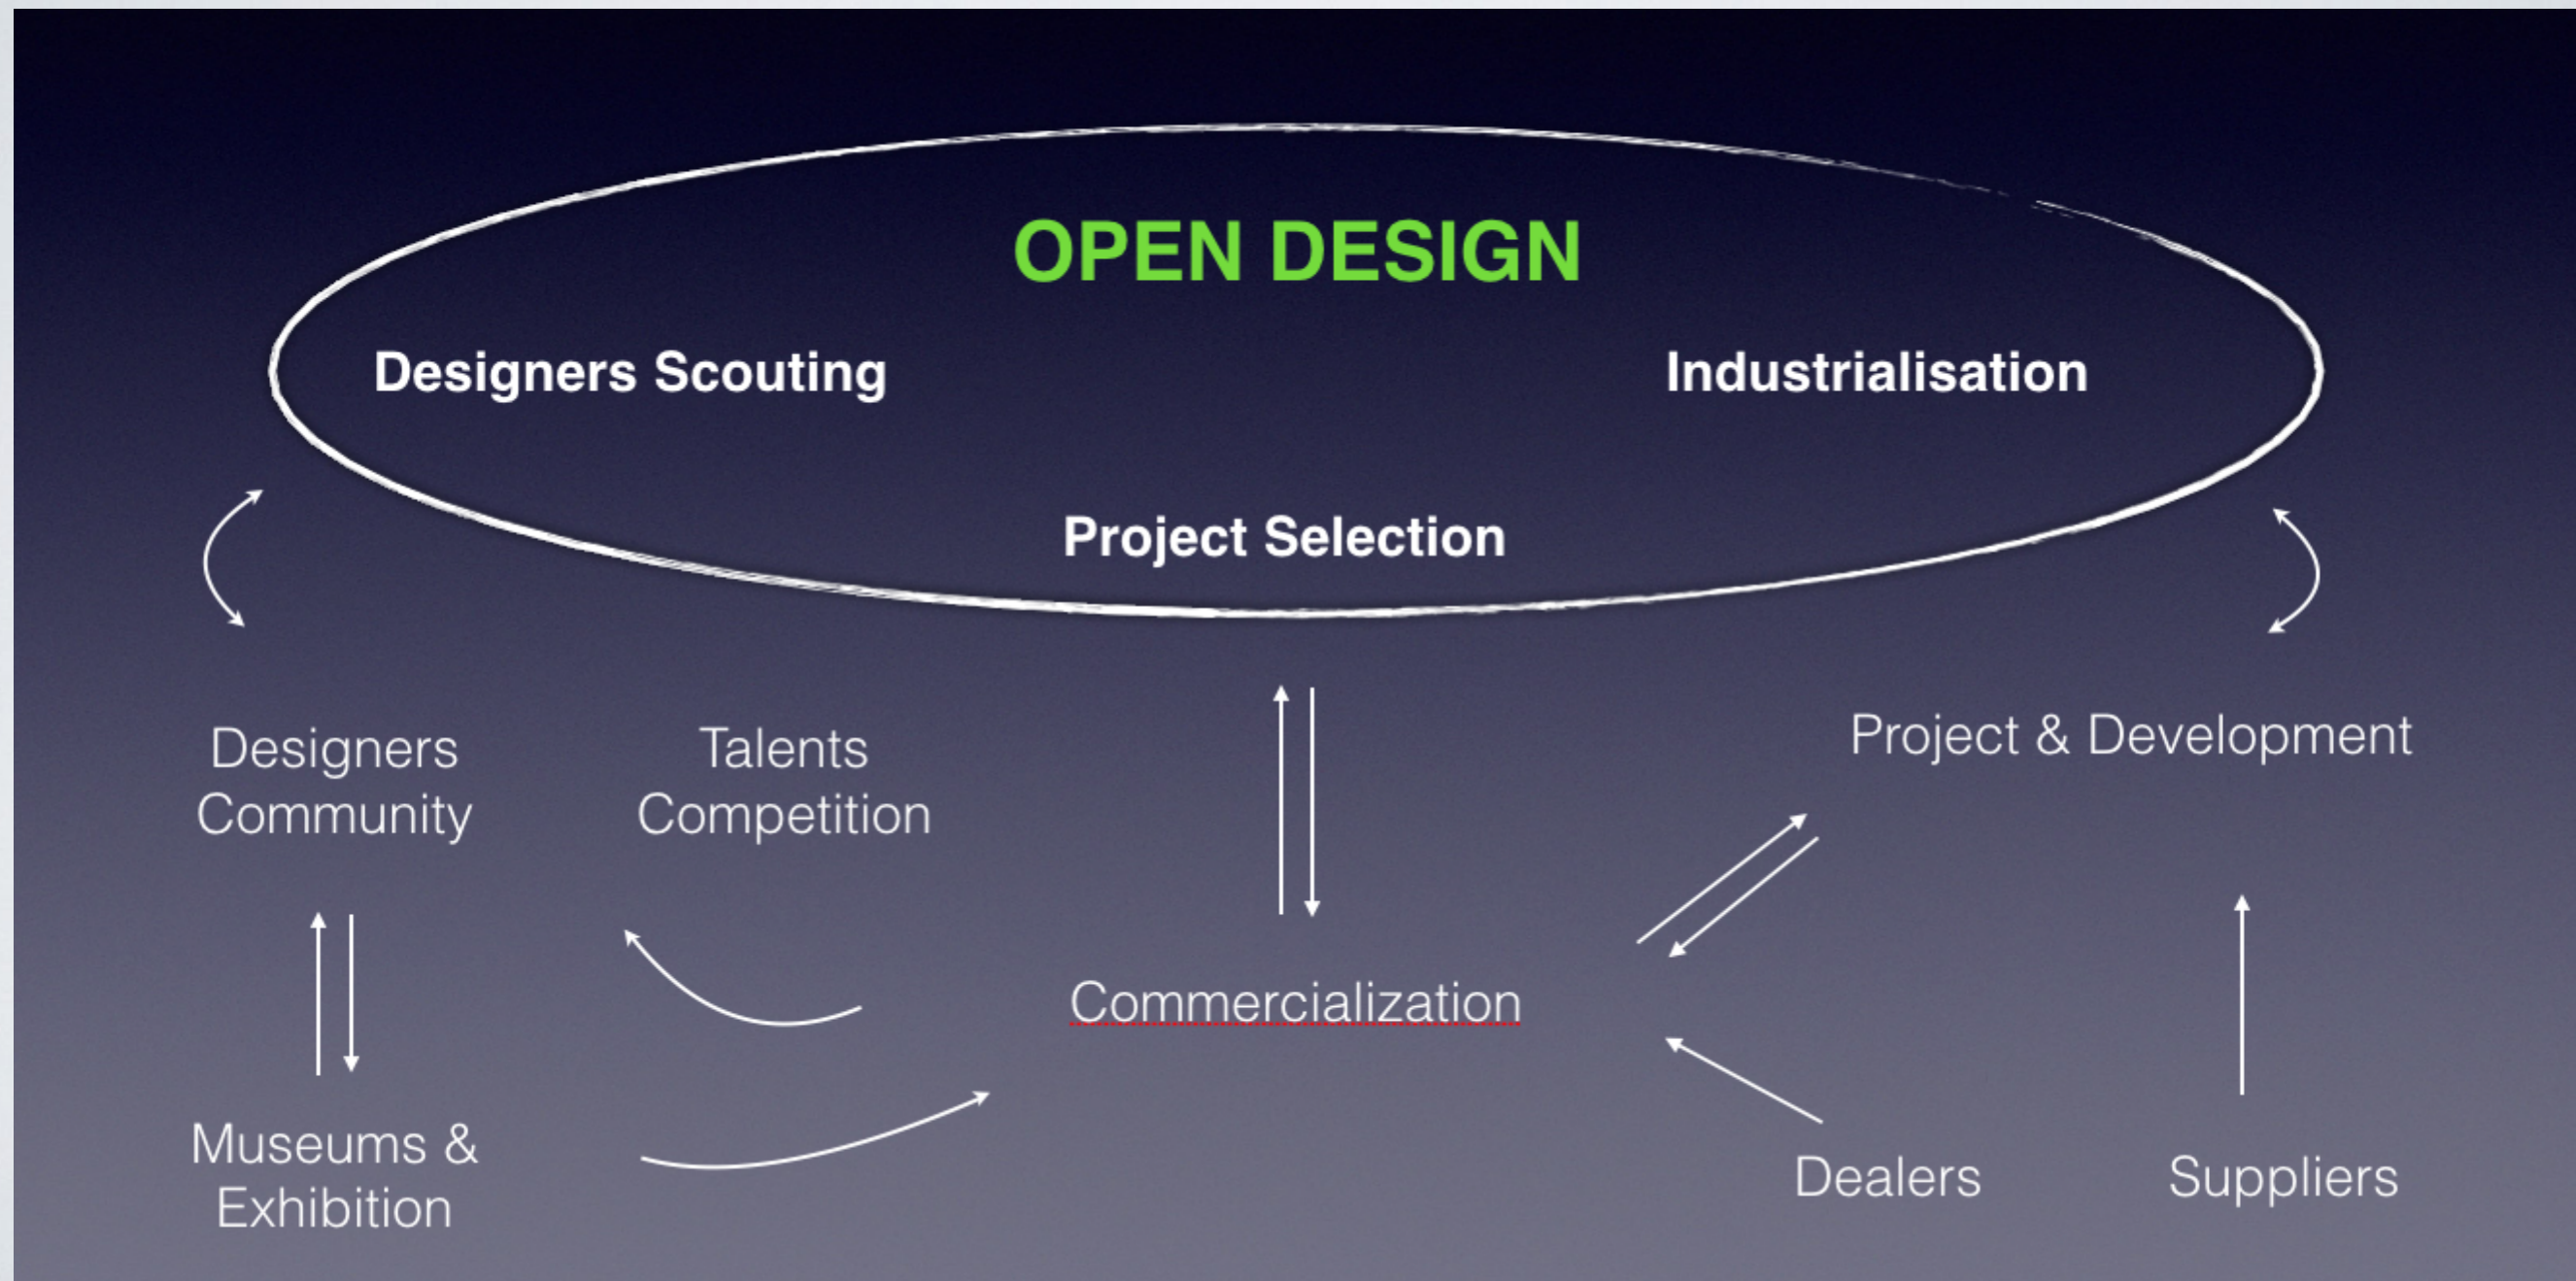 OPEN DESIGN
Designers Scouting
Industrialisation
Project Selection
Designers
Community
Talents
Competition
Project & Development
Commercialization
Museums &
Exhibition
Dealers
Suppliers